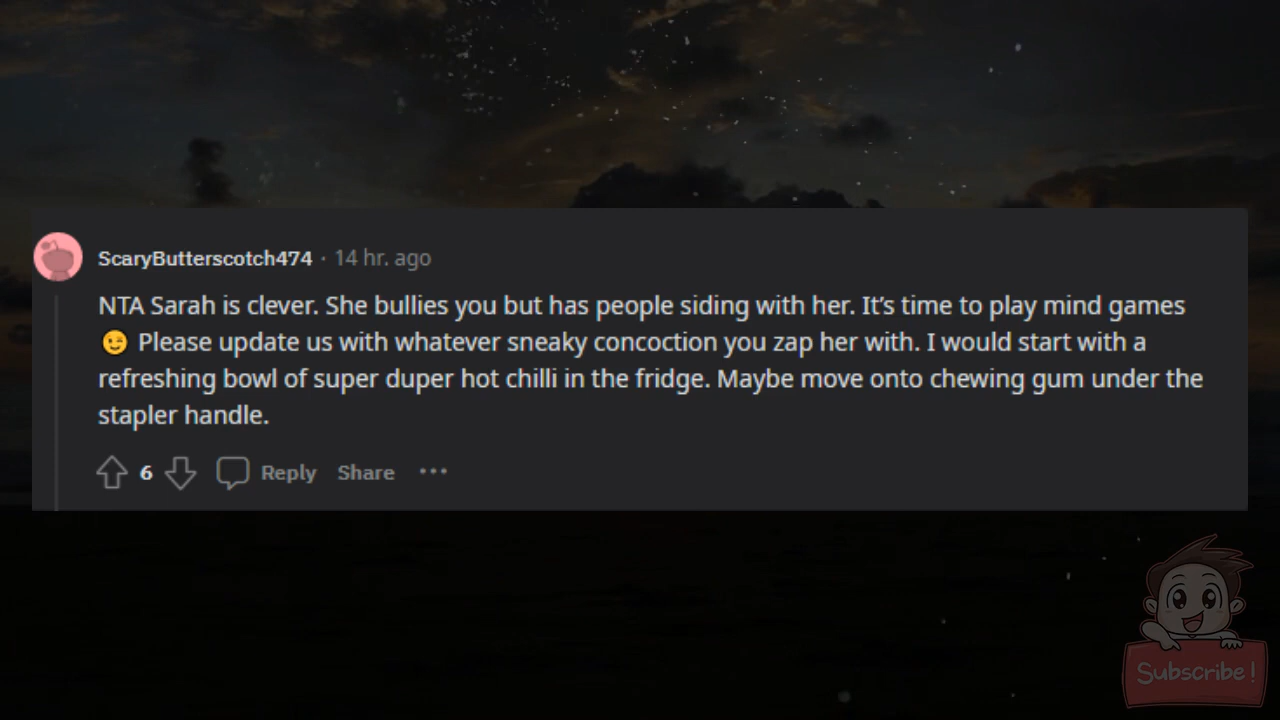 ScaryButterscotch474 · 14 hr. ago
NTA Sarah is clever. She bullies you but has people siding with her. It’s time to play mind games
😉 Please update us with whatever sneaky concoction you zap her with. I would start with a
refreshing bowl of super duper hot chilli in the fridge. Maybe move onto chewing gum under the
stapler handle.
6 Reply Share ···
Subscribe!